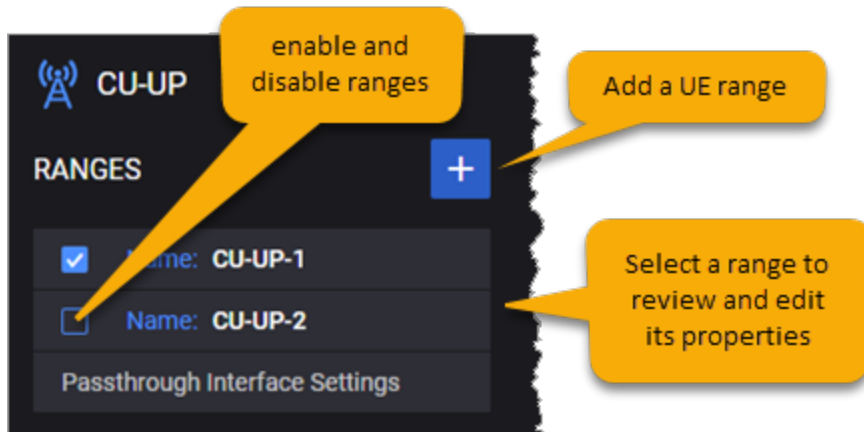 enable and
disable ranges
CU-UP
Add a UE range
RANGES
+
Name: CU-UP-1
Name: CU-UP-2
Select a range to
review and edit
its properties
Passthrough Interface Settings